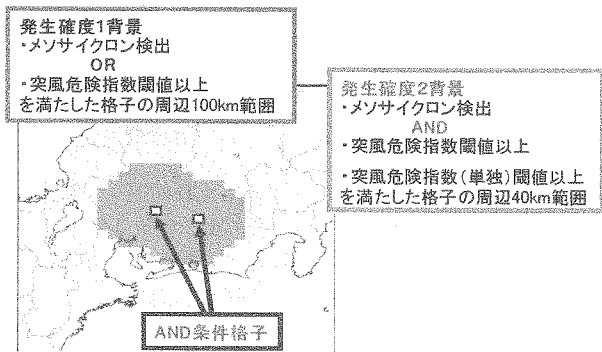 発生確度1背景
・メソサイクロン検出
OR
・突風危険指数閾値以上
を満たした格子の周辺100km範囲
発生確度2背景
・メソサイクロン検出
AND
・突風危険指数閾値以上
・突風危険指数(単独)閾値以上
を満たした格子の周辺40km範囲
AND条件格子